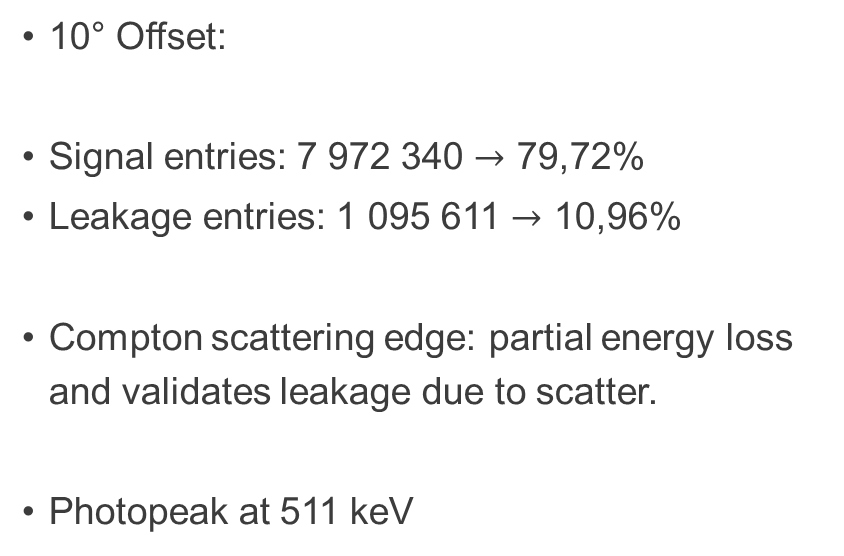 • 10° Offset:
• Signal entries: 7 972 340 → 79,72%
• Leakage entries: 1 095 611 → 10,96%
• Compton scattering edge: partial energy loss
and validates leakage due to scatter.
• Photopeak at 511 keV